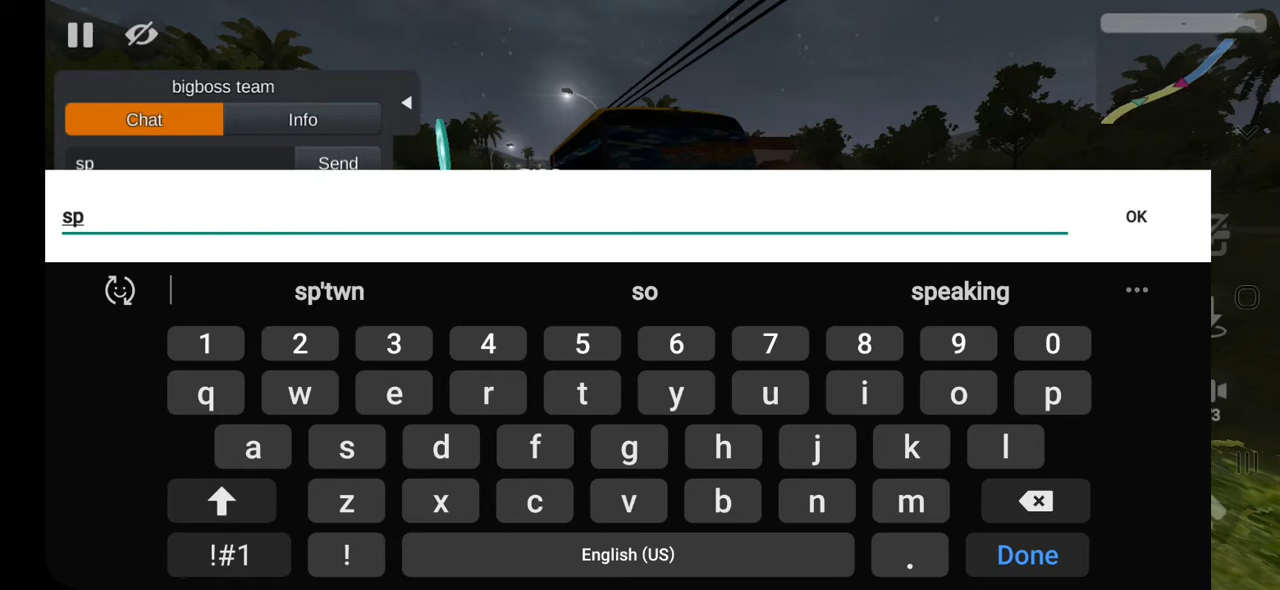 bigboss team
Chat Info
sp Send
sp OK
sp'twn so speaking
1 2 3 4 5 6 7 8 9 0
q w e r t y u i o p
a s d f g h j k l
z x c v b n m
!#1 ! English (US) . Done